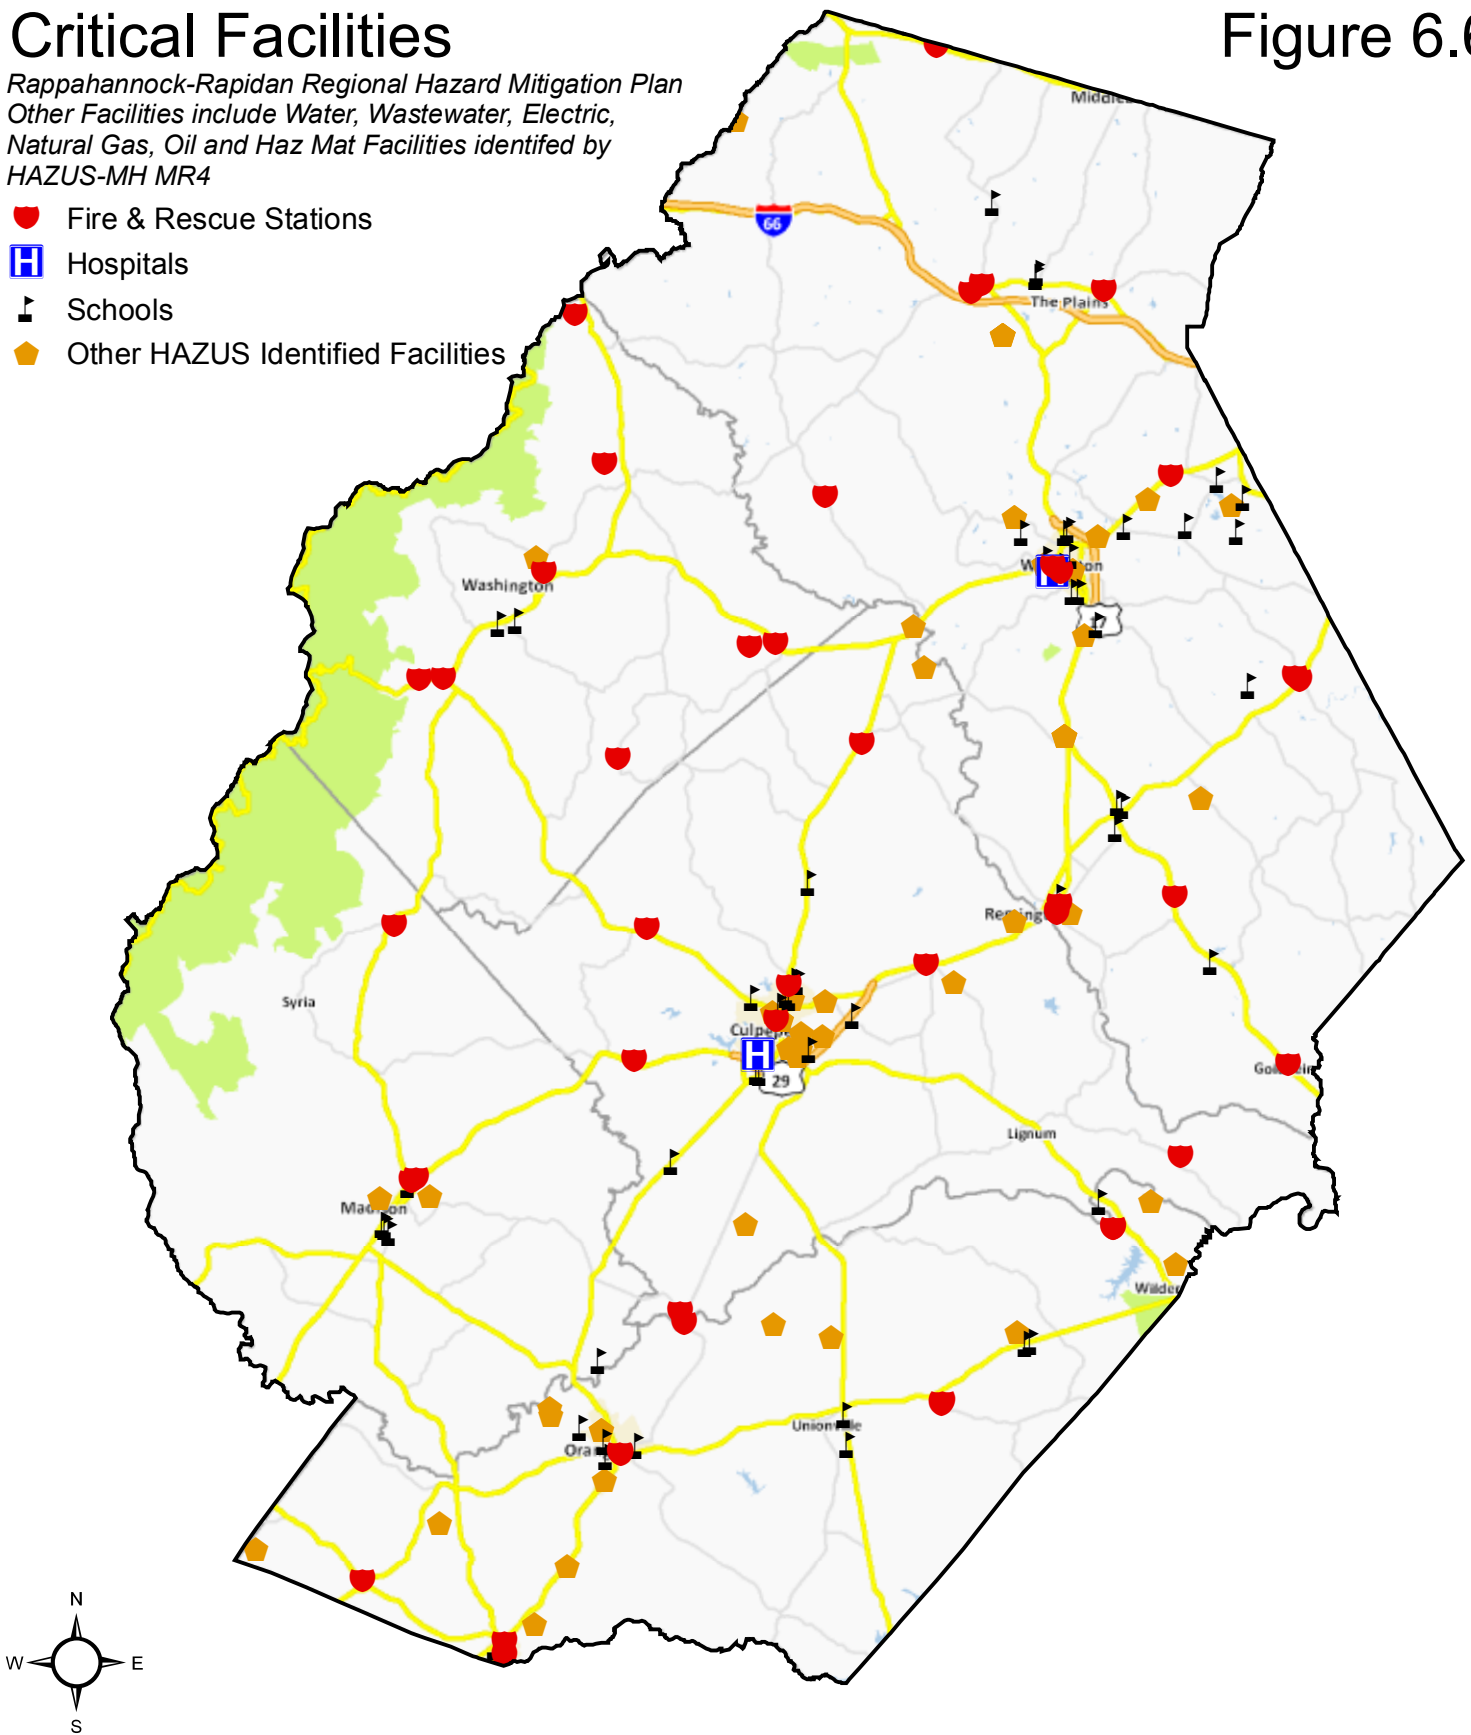 Critical Facilities
Figure 6.6
Rappahannock-Rapidan Regional Hazard Mitigation Plan
Other Facilities include Water, Wastewater, Electric,
Natural Gas, Oil and Haz Mat Facilities identifed by
HAZUS-MH MR4
Fire & Rescue Stations
H Hospitals
Schools
Other HAZUS Identified Facilities
66
The Plains
Washington
H
Syria
Culpep
H
29
Lignum
Wilder
N
W E
S